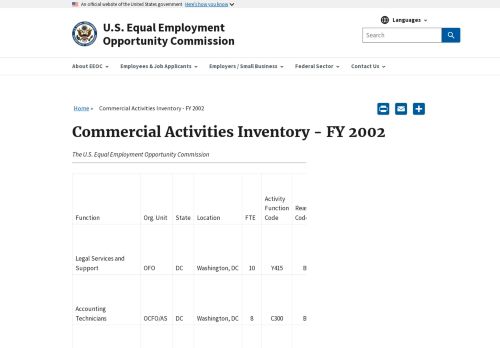 An official website of the United States government Here's how you know
U.S. Equal Employment
Opportunity Commission
Languages
Search
About EEOC
Employees & Job Applicants
Employers / Small Business
Federal Sector
Contact Us
Home » Commercial Activities Inventory - FY 2002
Commercial Activities Inventory - FY 2002
The U.S. Equal Employment Opportunity Commission
Function Org. Unit State Location FTE Activity Function Code
Legal Services and Support OFO DC Washington, DC 10 Y415 B
Accounting Technicians OCFO/AS DC Washington, DC 8 C300 B